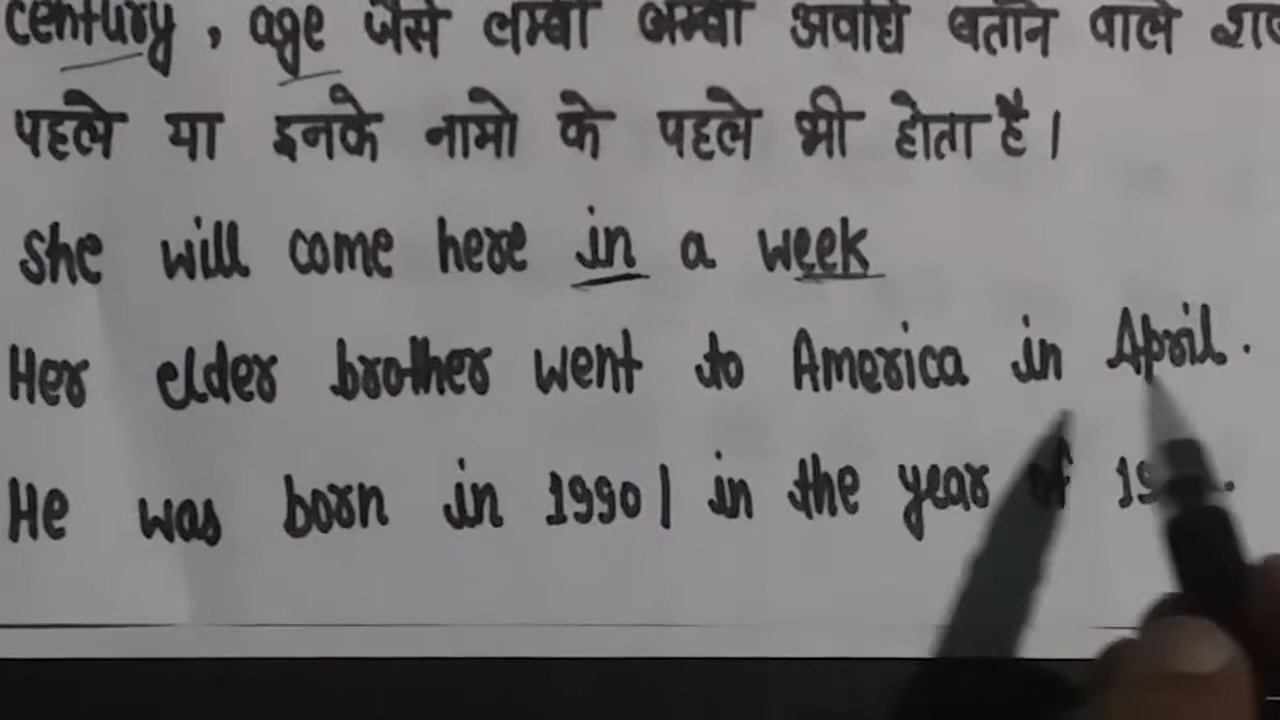 century, age जैसे लम्बी लम्बी अवधि बताने वाले
पहले या इनके नामो के पहले भी होता है।
She will come here in a week
Her elder brother went to America in April.
He was born in 1990 | in the year of